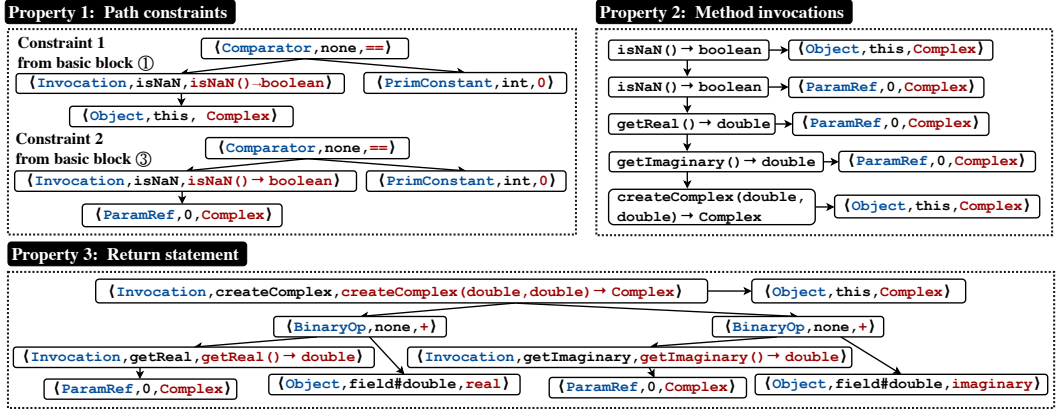 Property 1: Path constraints
Constraint 1
from basic block ①
⟨Comparator,none,==⟩
⟨Invocation,isNaN,isNaN()→boolean⟩
⟨PrimConstant,int,0⟩
⟨Object,this, Complex⟩
Constraint 2
from basic block ③
⟨Comparator,none,==⟩
⟨Invocation,isNaN,isNaN()→boolean⟩
⟨PrimConstant,int,0⟩
⟨ParamRef,0,Complex⟩
Property 2: Method invocations
isNaN()→boolean
⟨Object,this,Complex⟩
isNaN()→boolean
⟨ParamRef,0,Complex⟩
getReal()→double
⟨ParamRef,0,Complex⟩
getImaginary()→double
⟨ParamRef,0,Complex⟩
createComplex(double,
double)→Complex
⟨Object,this,Complex⟩
Property 3: Return statement
⟨Invocation,createComplex,createComplex(double,double)→Complex⟩
⟨Object,this,Complex⟩
⟨BinaryOp,none,+⟩
⟨BinaryOp,none,+⟩
⟨Invocation,getReal,getReal()→double⟩
⟨Invocation,getImaginary,getImaginary()→double⟩
⟨ParamRef,0,Complex⟩
⟨Object,field#double,real⟩
⟨ParamRef,0,Complex⟩
⟨Object,field#double,imaginary⟩